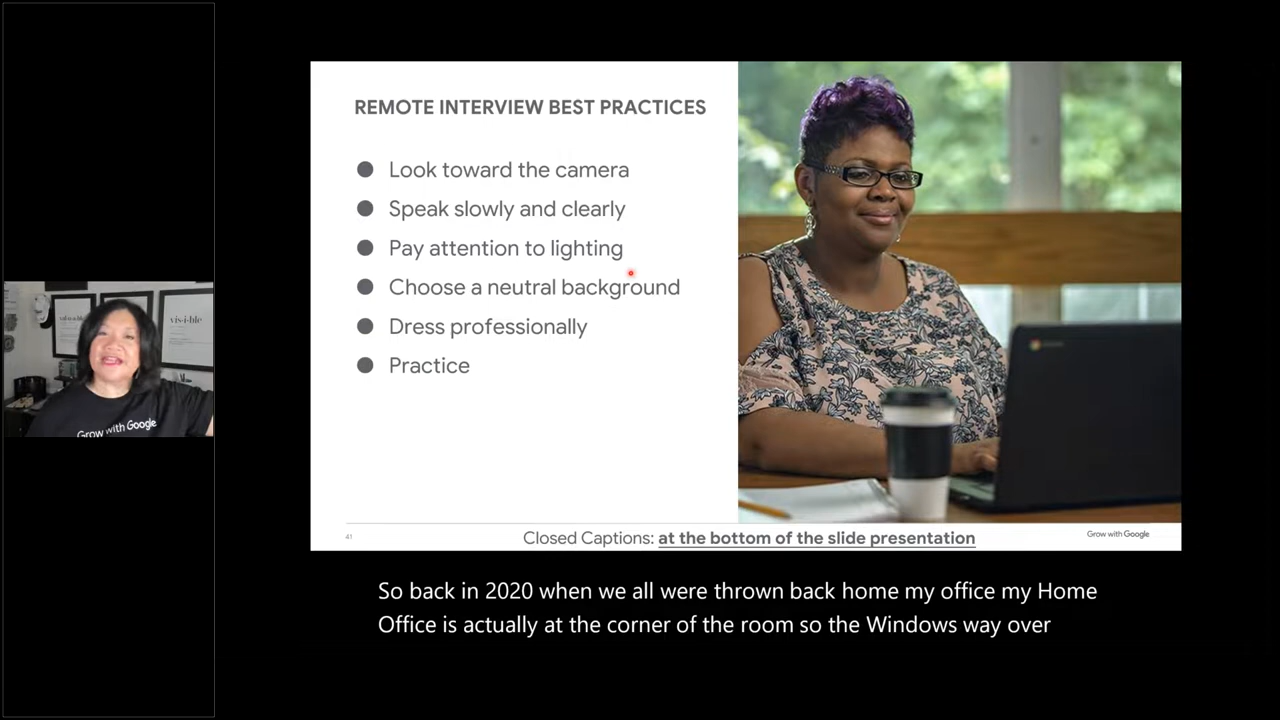 REMOTE INTERVIEW BEST PRACTICES
● Look toward the camera
● Speak slowly and clearly
● Pay attention to lighting
● Choose a neutral background
● Dress professionally
● Practice
vis·i·ble
Grow with Google
41
Closed Captions: at the bottom of the slide presentation
Grow with Google
So back in 2020 when we all were thrown back home my office my Home
Office is actually at the corner of the room so the Windows way over